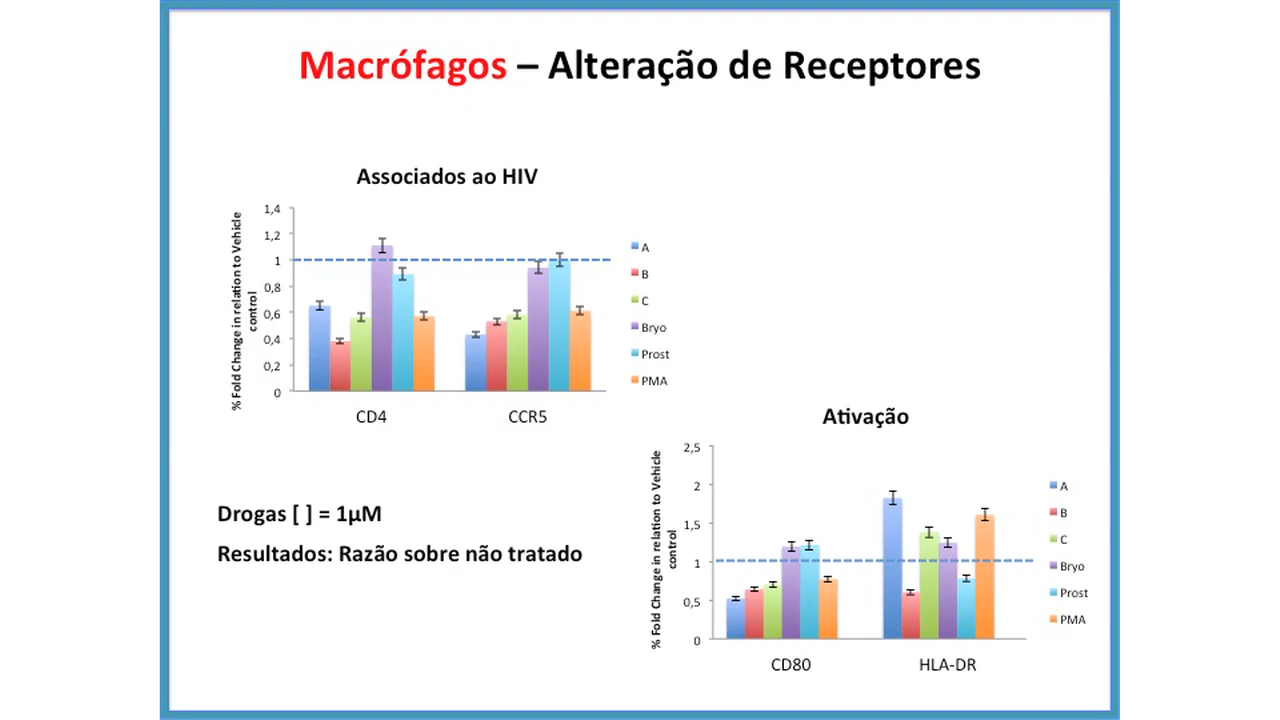 Macrófagos – Alteração de Receptores
Associados ao HIV
% Fold Change in relation to Vehicle
control
1,4
1,2
1
0,8
0,6
0,4
0,2
0
CD4
CCR5
A
B
C
Bryo
Prost
PMA
Drogas [ ] = 1µM
Resultados: Razão sobre não tratado
Ativação
% Fold Change in relation to Vehicle
control
2,5
2
1,5
1
0,5
0
CD80
HLA-DR
A
B
C
Bryo
Prost
PMA